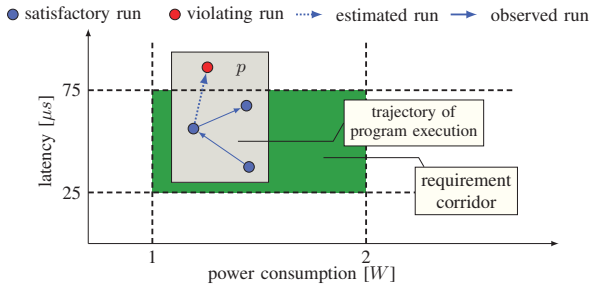 satisfactory run violating run estimated run observed run
p
75
trajectory of
program execution
latency [μs]
requirement
corridor
25
1 2
power consumption [W]